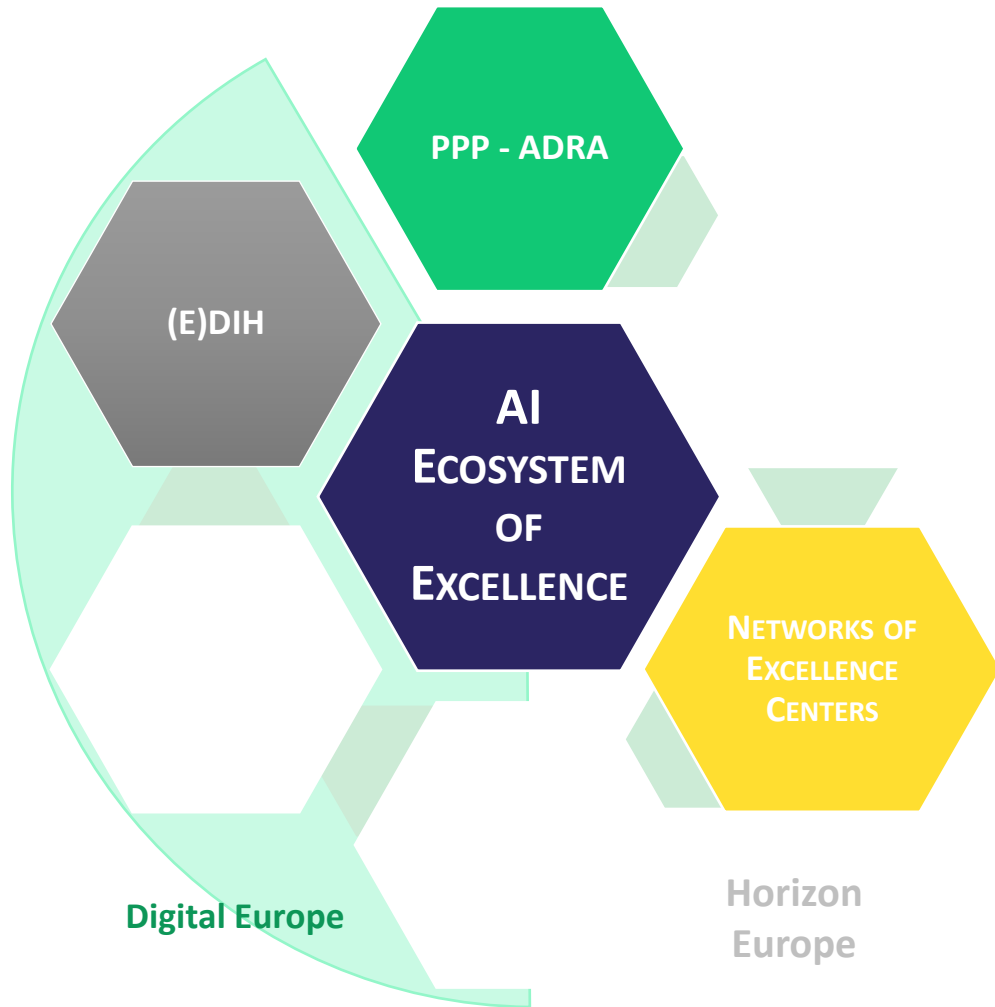 PPP - ADRA
(E)DIH
AI
ECOSYSTEM
OF
EXCELLENCE
NETWORKS OF
EXCELLENCE
CENTERS
Digital Europe
Horizon
Europe